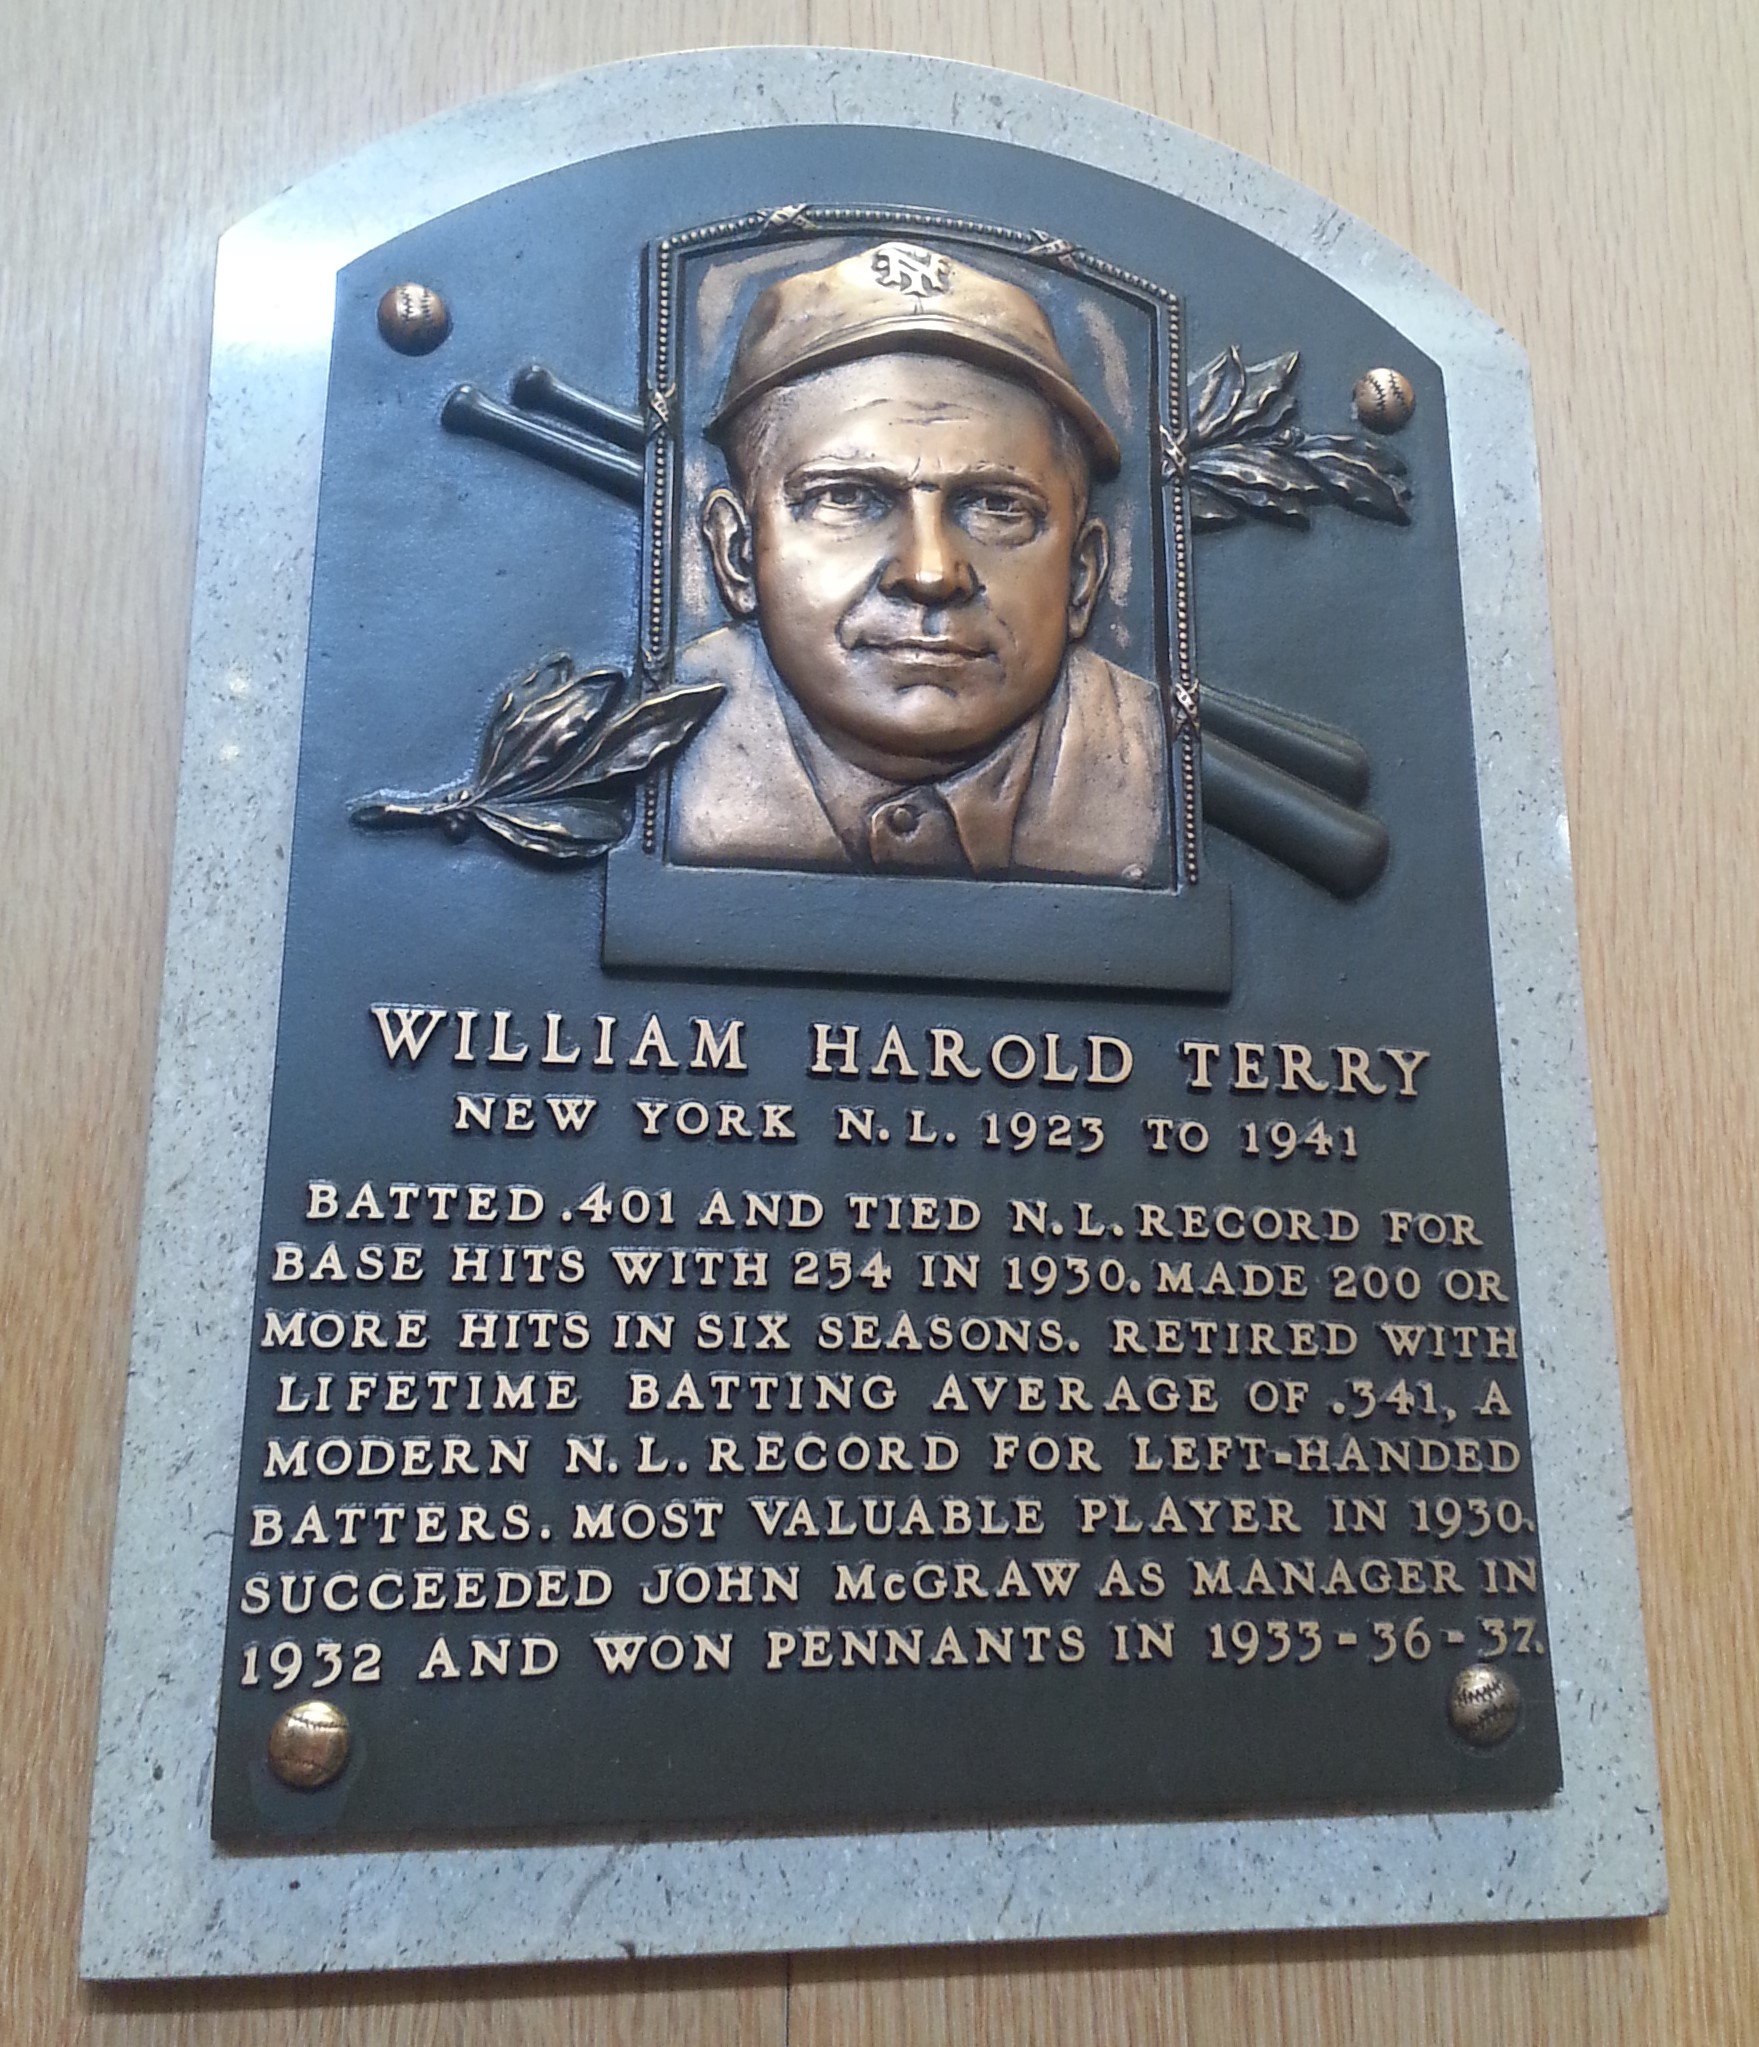 NY
WILLIAM HAROLD TERRY
NEW YORK N.L. 1923 TO 1941
BATTED .401 AND TIED N.L. RECORD FOR
BASE HITS WITH 254 IN 1930. MADE 200 OR
MORE HITS IN SIX SEASONS. RETIRED WITH
LIFETIME BATTING AVERAGE OF .341, A
MODERN N.L. RECORD FOR LEFT-HANDED
BATTERS. MOST VALUABLE PLAYER IN 1930.
SUCCEEDED JOHN McGRAW AS MANAGER IN
1932 AND WON PENNANTS IN 1933-36-37.